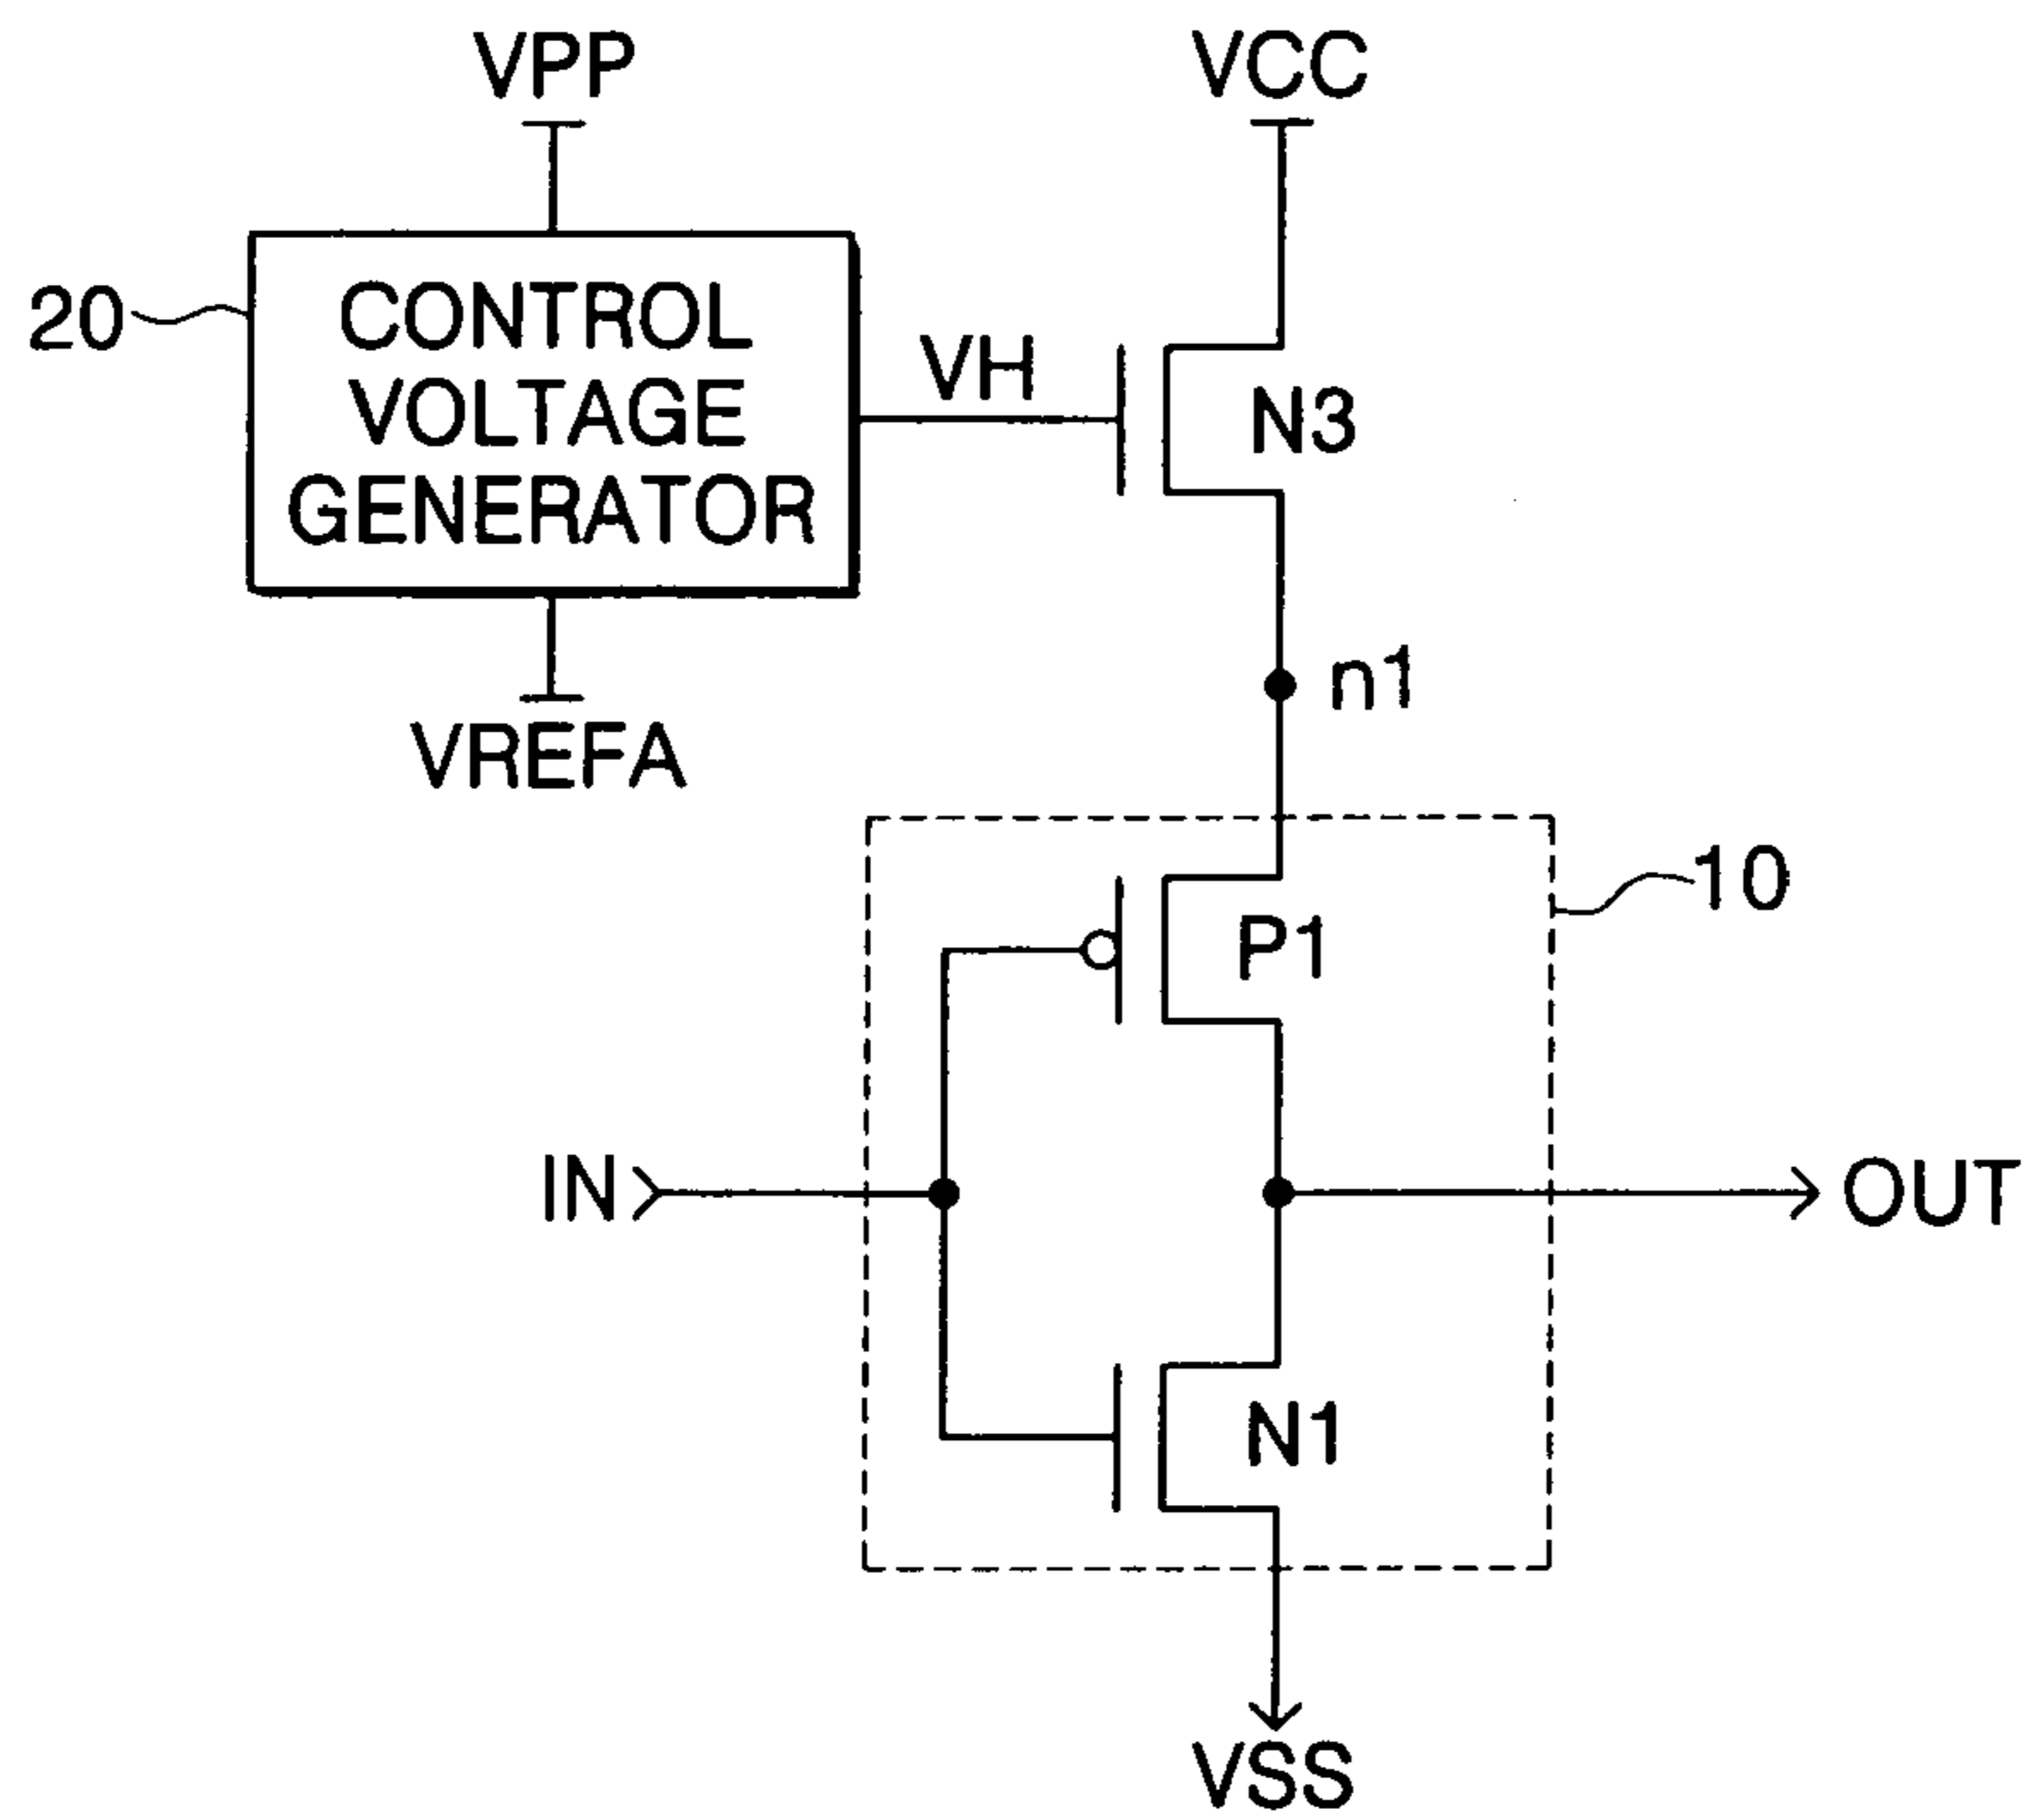 VPP
VCC
20
CONTROL
VOLTAGE
GENERATOR
VH
N3
n1
VREFA
10
P1
IN
OUT
N1
VSS